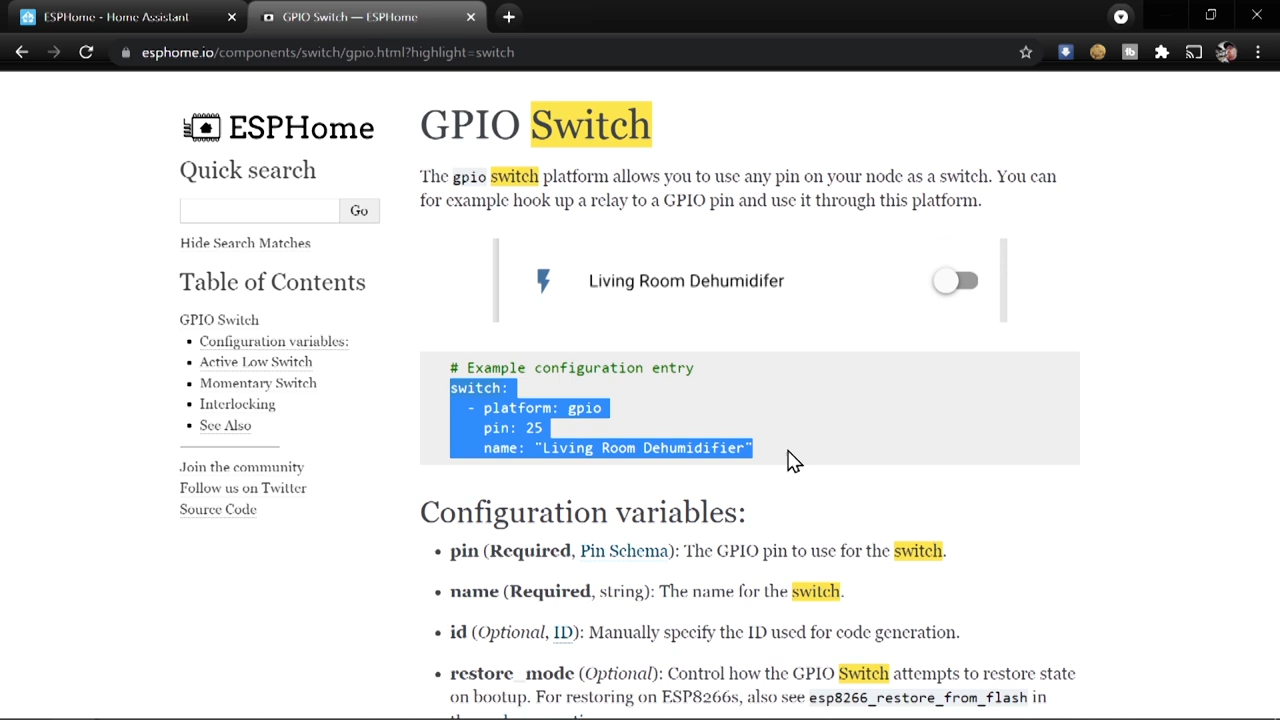 ESPHome - Home Assistant
GPIO Switch — ESPHome
esphome.io/components/switch/gpio.html?highlight=switch
ESPHome
Quick search
Go
Hide Search Matches
Table of Contents
GPIO Switch
Configuration variables:
Active Low Switch
Momentary Switch
Interlocking
See Also
Join the community
Follow us on Twitter
Source Code
GPIO Switch
The gpio switch platform allows you to use any pin on your node as a switch. You can
for example hook up a relay to a GPIO pin and use it through this platform.
Living Room Dehumidifer
# Example configuration entry
switch:
- platform: gpio
pin: 25
name: "Living Room Dehumidifier"
Configuration variables:
pin (Required, Pin Schema): The GPIO pin to use for the switch.
name (Required, string): The name for the switch.
id (Optional, ID): Manually specify the ID used for code generation.
restore_mode (Optional): Control how the GPIO Switch attempts to restore state
on bootup. For restoring on ESP8266s, also see esp8266_restore_from_flash in